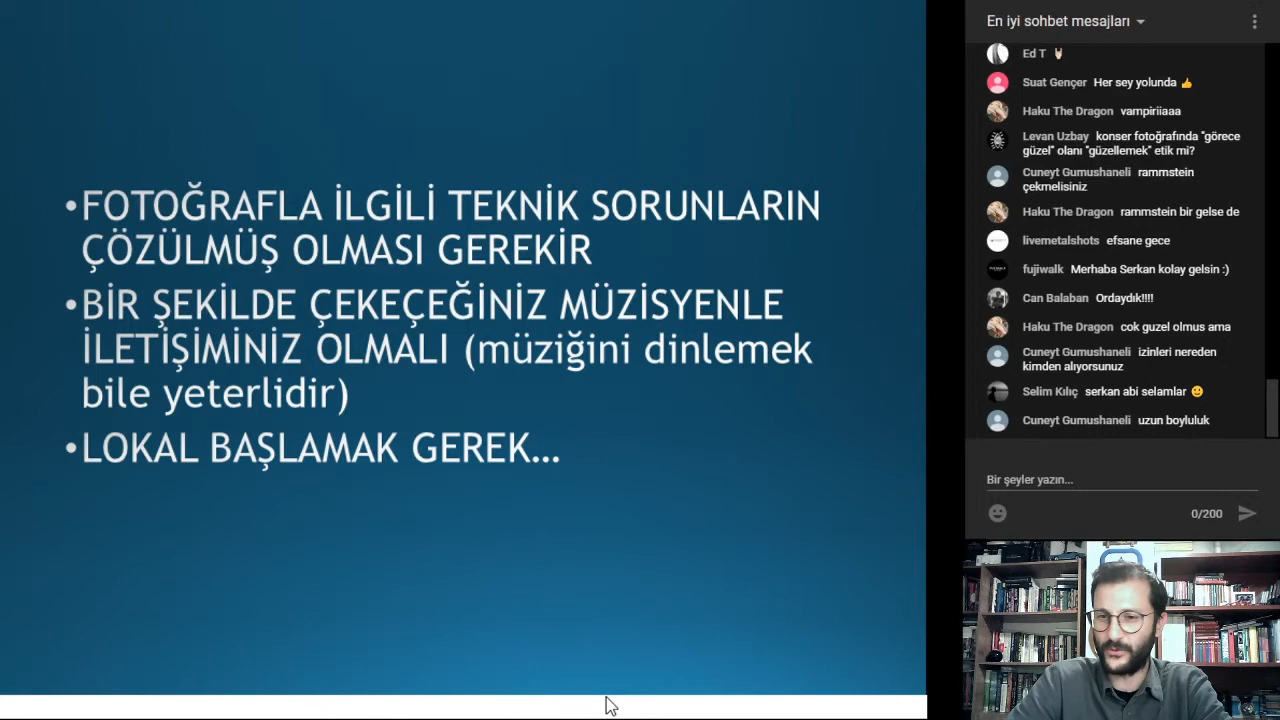 •FOTOĞRAFLA İLGİLİ TEKNİK SORUNLARIN
ÇÖZÜLMÜŞ OLMASI GEREKİR
•BİR ŞEKİLDE ÇEKEÇEĞİNİZ MÜZİSYENLE
İLETİŞİMİNİZ OLMALI (müziğini dinlemek
bile yeterlidir)
•LOKAL BAŞLAMAK GEREK...
En iyi sohbet mesajları
Ed T 🤘🏻
Suat Gençer Her sey yolunda 👍
Haku The Dragon vampiriiaaa
Levan Uzbay konser fotoğrafında "görece
güzel" olanı "güzellemek" etik mi?
Cuneyt Gumushaneli rammstein
çekmelisiniz
Haku The Dragon rammstein bir gelse de
livemetalshots efsane gece
fujiwalk Merhaba Serkan kolay gelsin :)
Can Balaban Ordaydık!!!!
Haku The Dragon cok guzel olmus ama
Cuneyt Gumushaneli izinleri nereden
kimden alıyorsunuz
Selim Kılıç serkan abi selamlar 🙂
Cuneyt Gumushaneli uzun boyluluk
Bir şeyler yazın...
0/200